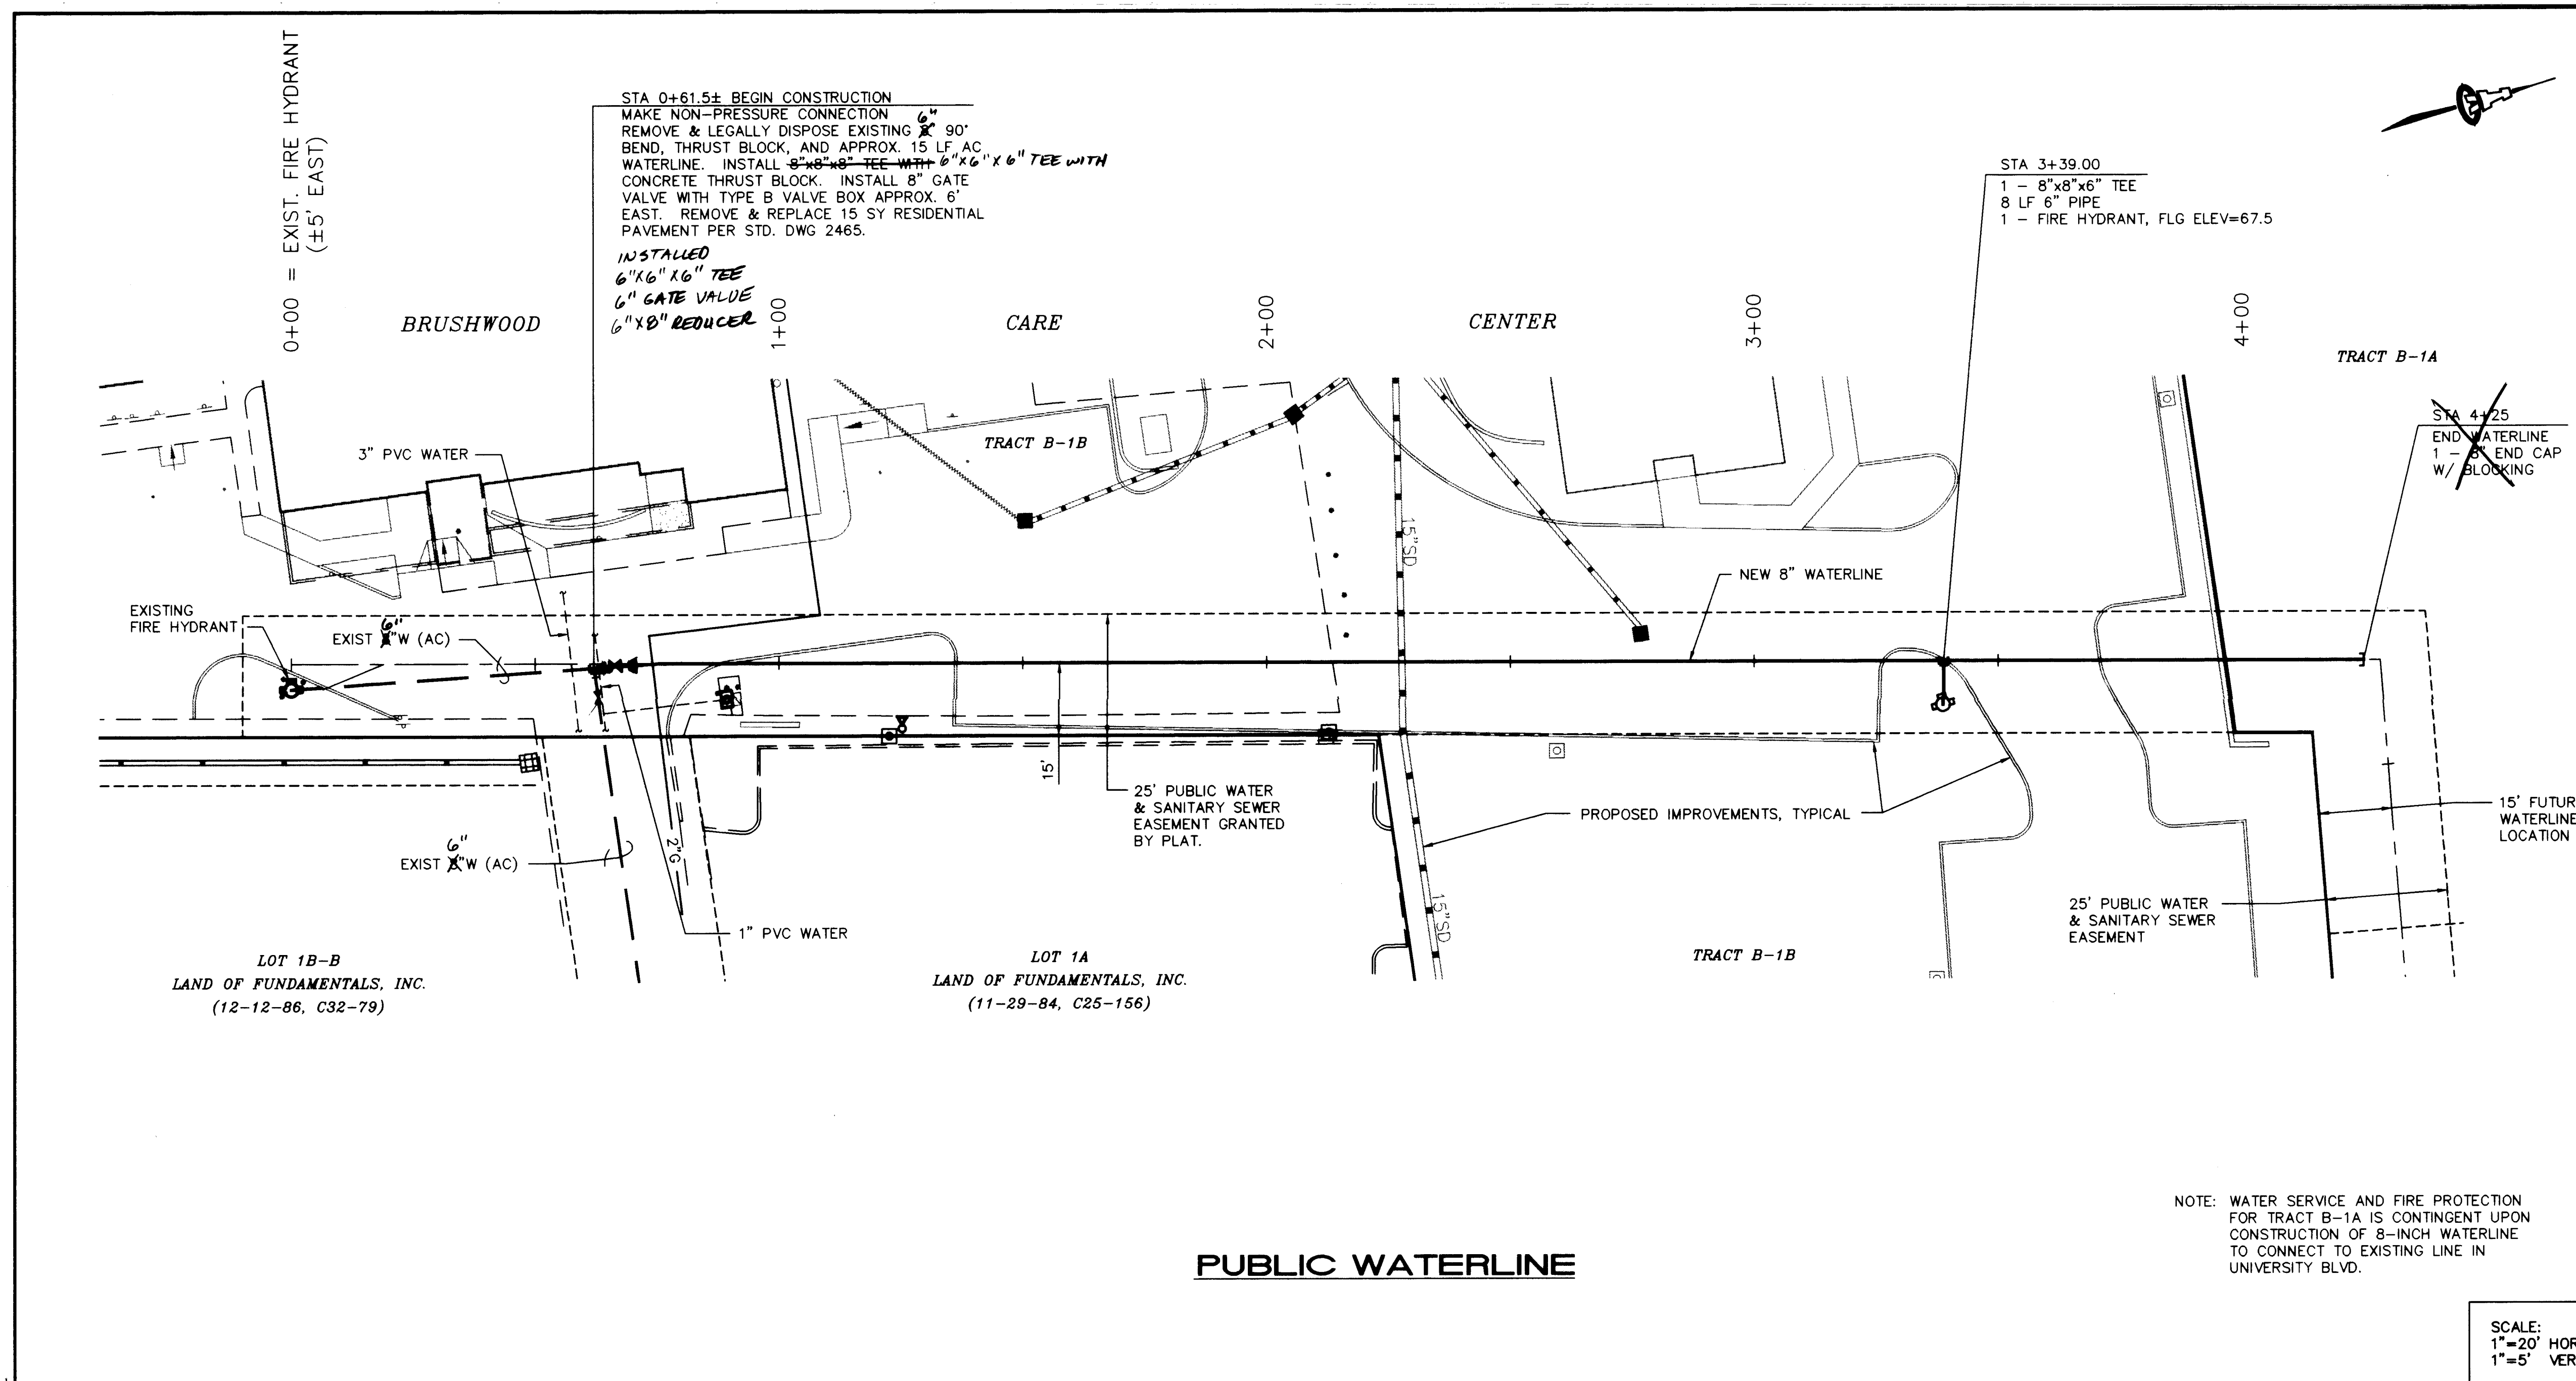 0+00 = EXIST. FIRE HYDRANT
(±5' EAST)
STA 0+61.5± BEGIN CONSTRUCTION
MAKE NON-PRESSURE CONNECTION
6"
REMOVE & LEGALLY DISPOSE EXISTING 8" 90°
BEND, THRUST BLOCK, AND APPROX. 15 LF AC
WATERLINE. INSTALL 8"x8"x8" TEE WITH 6"x6"x6" TEE WITH
CONCRETE THRUST BLOCK. INSTALL 8" GATE
VALVE WITH TYPE B VALVE BOX APPROX. 6'
EAST. REMOVE & REPLACE 15 SY RESIDENTIAL
PAVEMENT PER STD. DWG 2465.
INSTALLED
6"x6"x6" TEE
6" GATE VALUE
6"x8" REDUCER
STA 3+39.00
1 - 8"x8"x6" TEE
8 LF 6" PIPE
1 - FIRE HYDRANT, FLG ELEV=67.5
BRUSHWOOD
1+00
CARE
2+00
CENTER
3+00
4+00
TRACT B-1A
STA 4+25
END WATERLINE
1 - 8" END CAP
W/ BLOCKING
3" PVC WATER
TRACT B-1B
15"SD
NEW 8" WATERLINE
EXISTING
FIRE HYDRANT
6"
EXIST 8"W (AC)
15'
25' PUBLIC WATER
& SANITARY SEWER
EASEMENT GRANTED
BY PLAT.
PROPOSED IMPROVEMENTS, TYPICAL
15' FUTUR
WATERLINE
LOCATION
6"
EXIST 8"W (AC)
2"G
1" PVC WATER
15"SD
25' PUBLIC WATER
& SANITARY SEWER
EASEMENT
LOT 1B-B
LAND OF FUNDAMENTALS, INC.
(12-12-86, C32-79)
LOT 1A
LAND OF FUNDAMENTALS, INC.
(11-29-84, C25-156)
TRACT B-1B
NOTE: WATER SERVICE AND FIRE PROTECTION
FOR TRACT B-1A IS CONTINGENT UPON
CONSTRUCTION OF 8-INCH WATERLINE
TO CONNECT TO EXISTING LINE IN
UNIVERSITY BLVD.
PUBLIC WATERLINE
SCALE:
1"=20' HOR
1"=5' VER